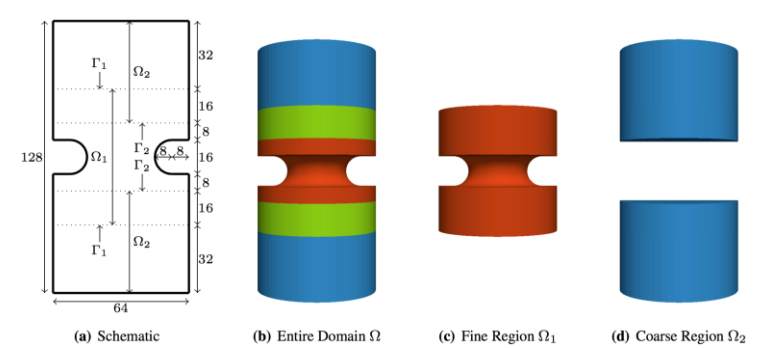 Γ₁
Ω₂
32
16
8
128
Ω₁
Γ₂
8 8
16
Γ₂
8
16
Γ₁
Ω₂
32
64
(a) Schematic
(b) Entire Domain Ω
(c) Fine Region Ω₁
(d) Coarse Region Ω₂